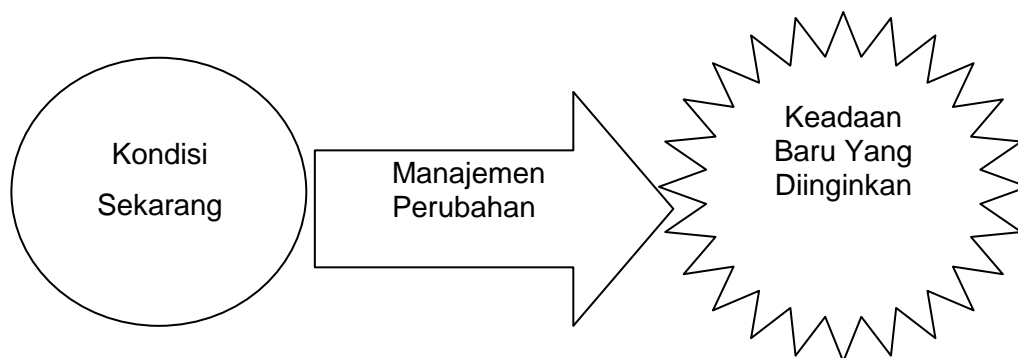 Kondisi
Sekarang
Manajemen
Perubahan
Keadaan
Baru Yang
Diinginkan